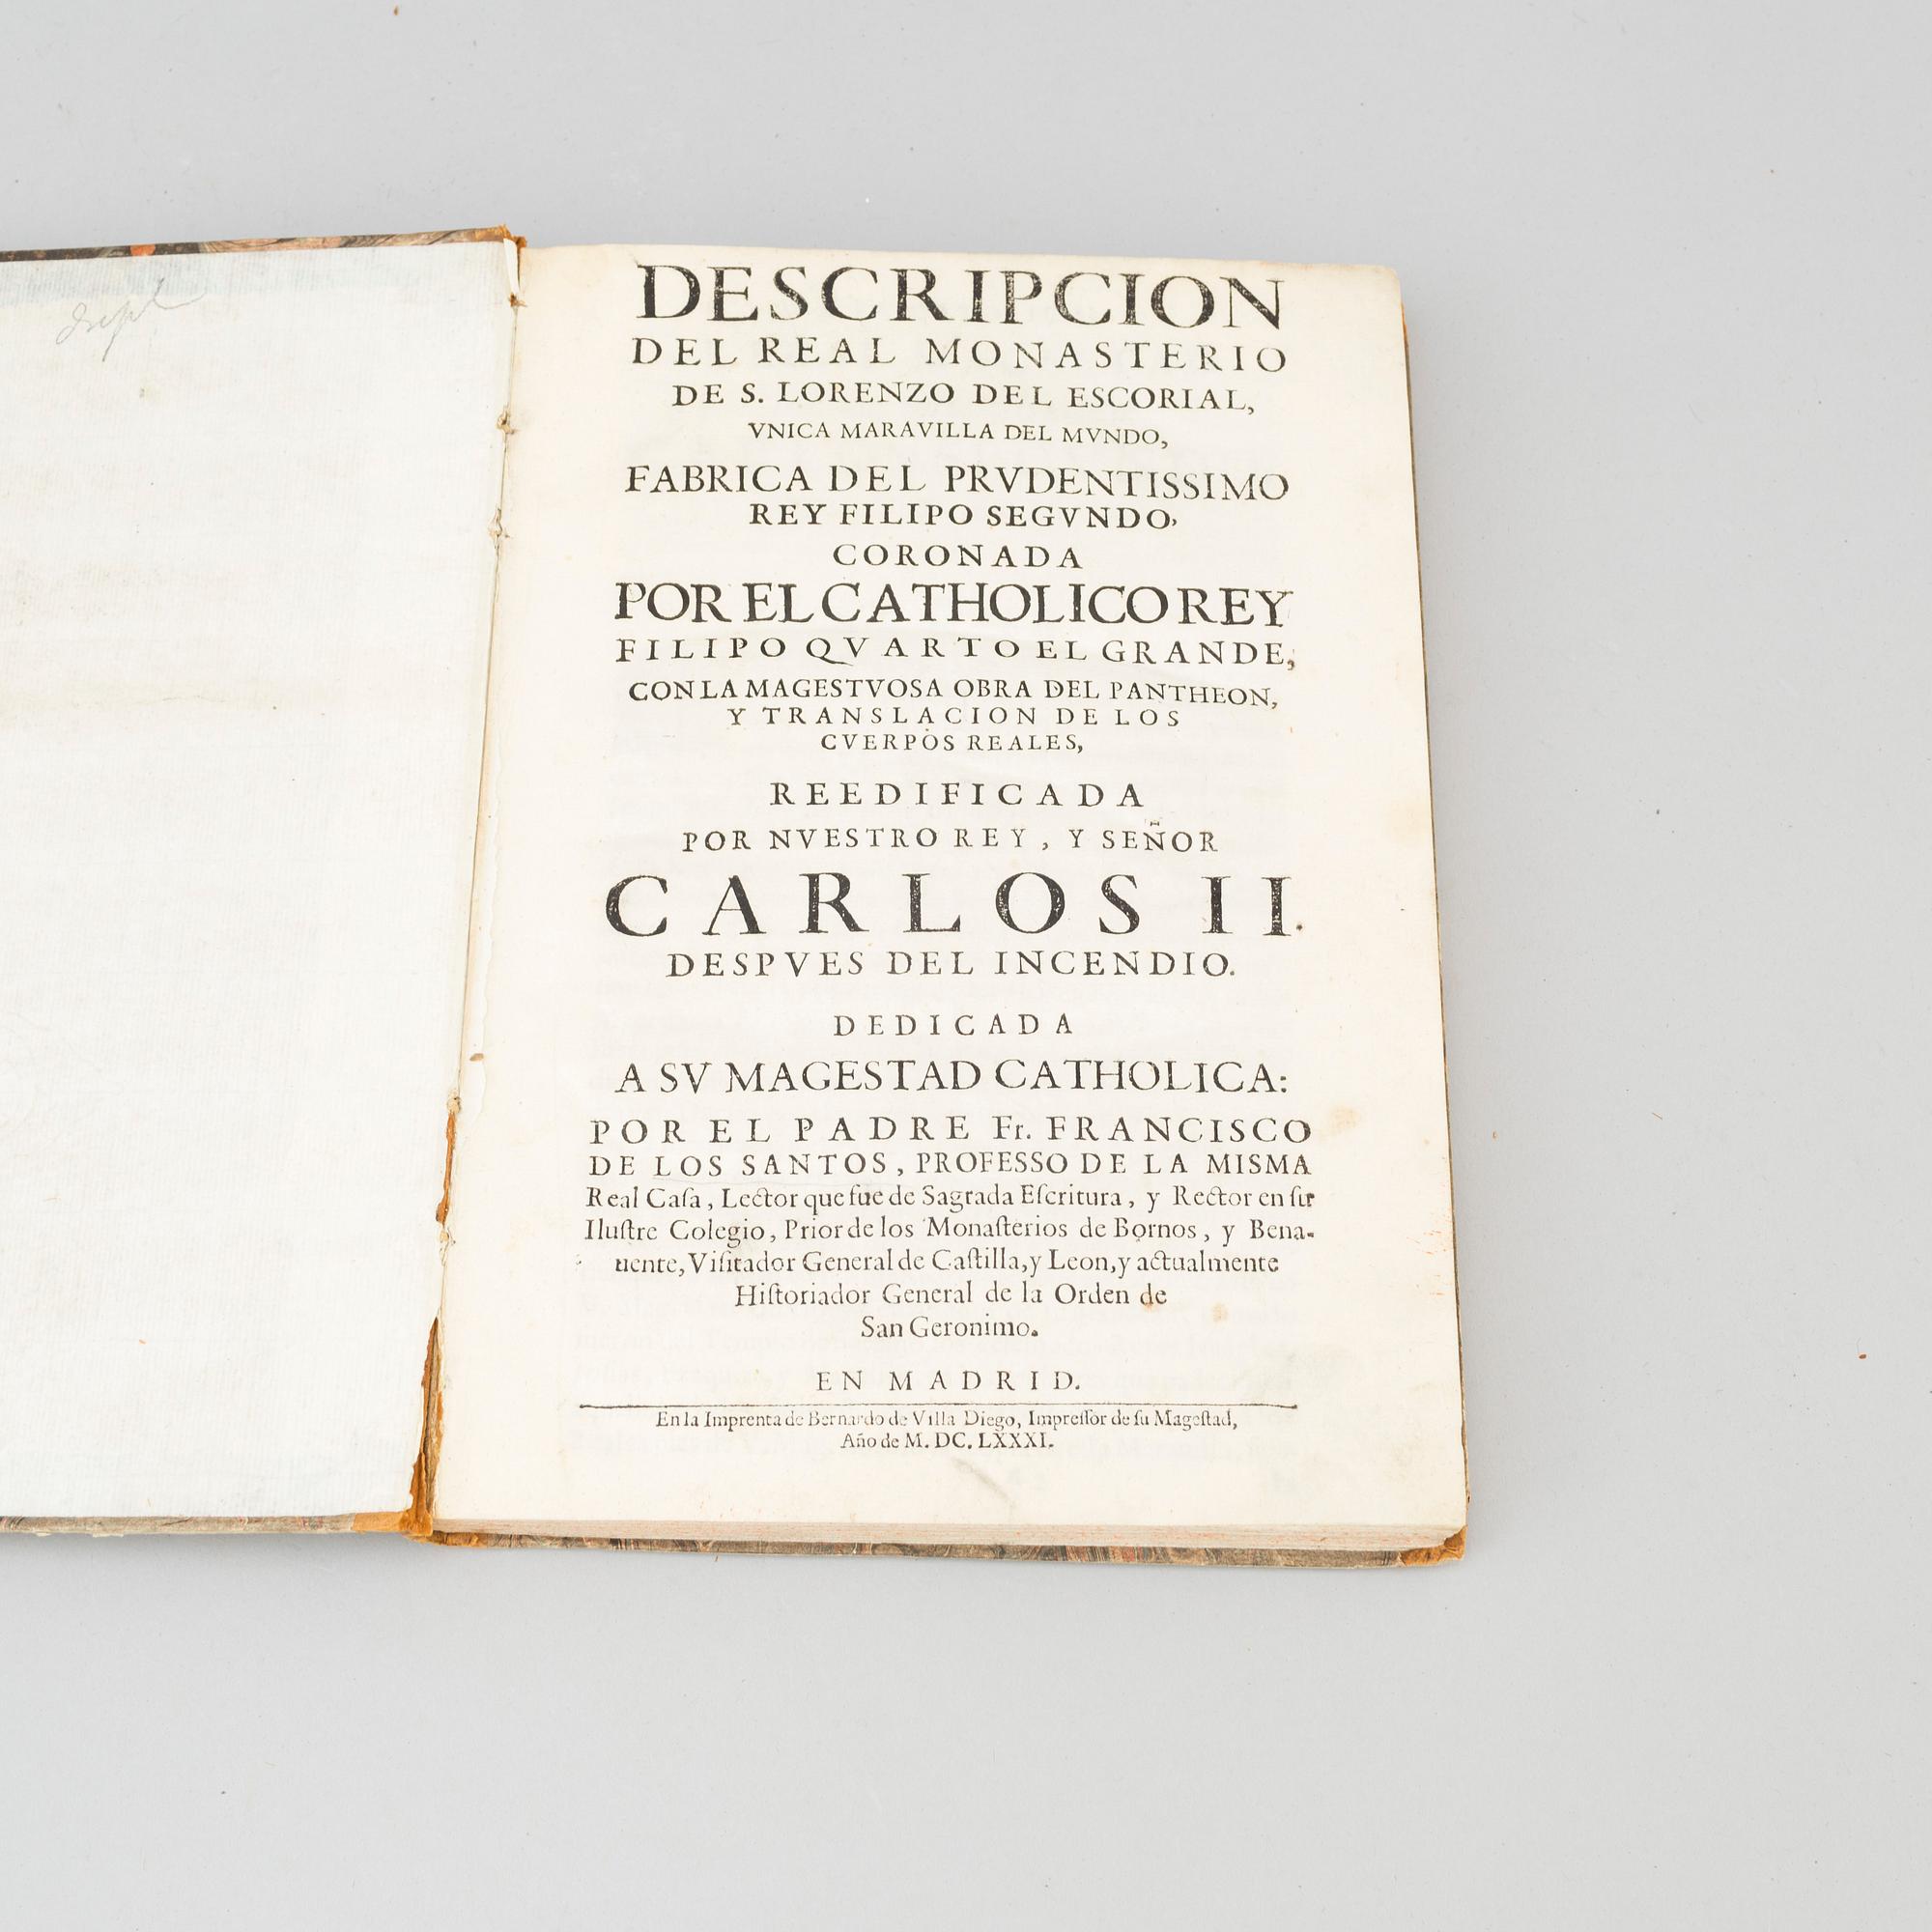 DESCRIPCION
DEL REAL MONASTERIO
DE S. LORENZO DEL ESCORIAL,
VNICA MARAVILLA DEL MVNDO,
FABRICA DEL PRVDENTISSIMO
REY FILIPO SEGVNDO,
CORONADA
POR EL CATHOLICO REY
FILIPO QVARTO EL GRANDE,
CON LA MAGESTVOSA OBRA DEL PANTHEON,
Y TRANSLACION DE LOS
CVERPOS REALES,
REEDIFICADA
POR NVESTRO REY, Y SEÑOR
CARLOS II.
DESPVES DEL INCENDIO.
DEDICADA
A SV MAGESTAD CATHOLICA:
POR EL PADRE Fr. FRANCISCO
DE LOS SANTOS, PROFESSO DE LA MISMA
Real Caſa, Lector que fue de Sagrada Eſcritura, y Rector en ſu
Iluſtre Colegio, Prior de los Monaſterios de Bornos, y Bena-
uente, Viſitador General de Caſtilla, y Leon, y actualmente
Hiſtoriador General de la Orden de
San Geronimo.
EN MADRID.
En la Imprenta de Bernardo de Villa Diego, Impreſſor de ſu Mageſtad,
Año de M. DC. LXXXI.